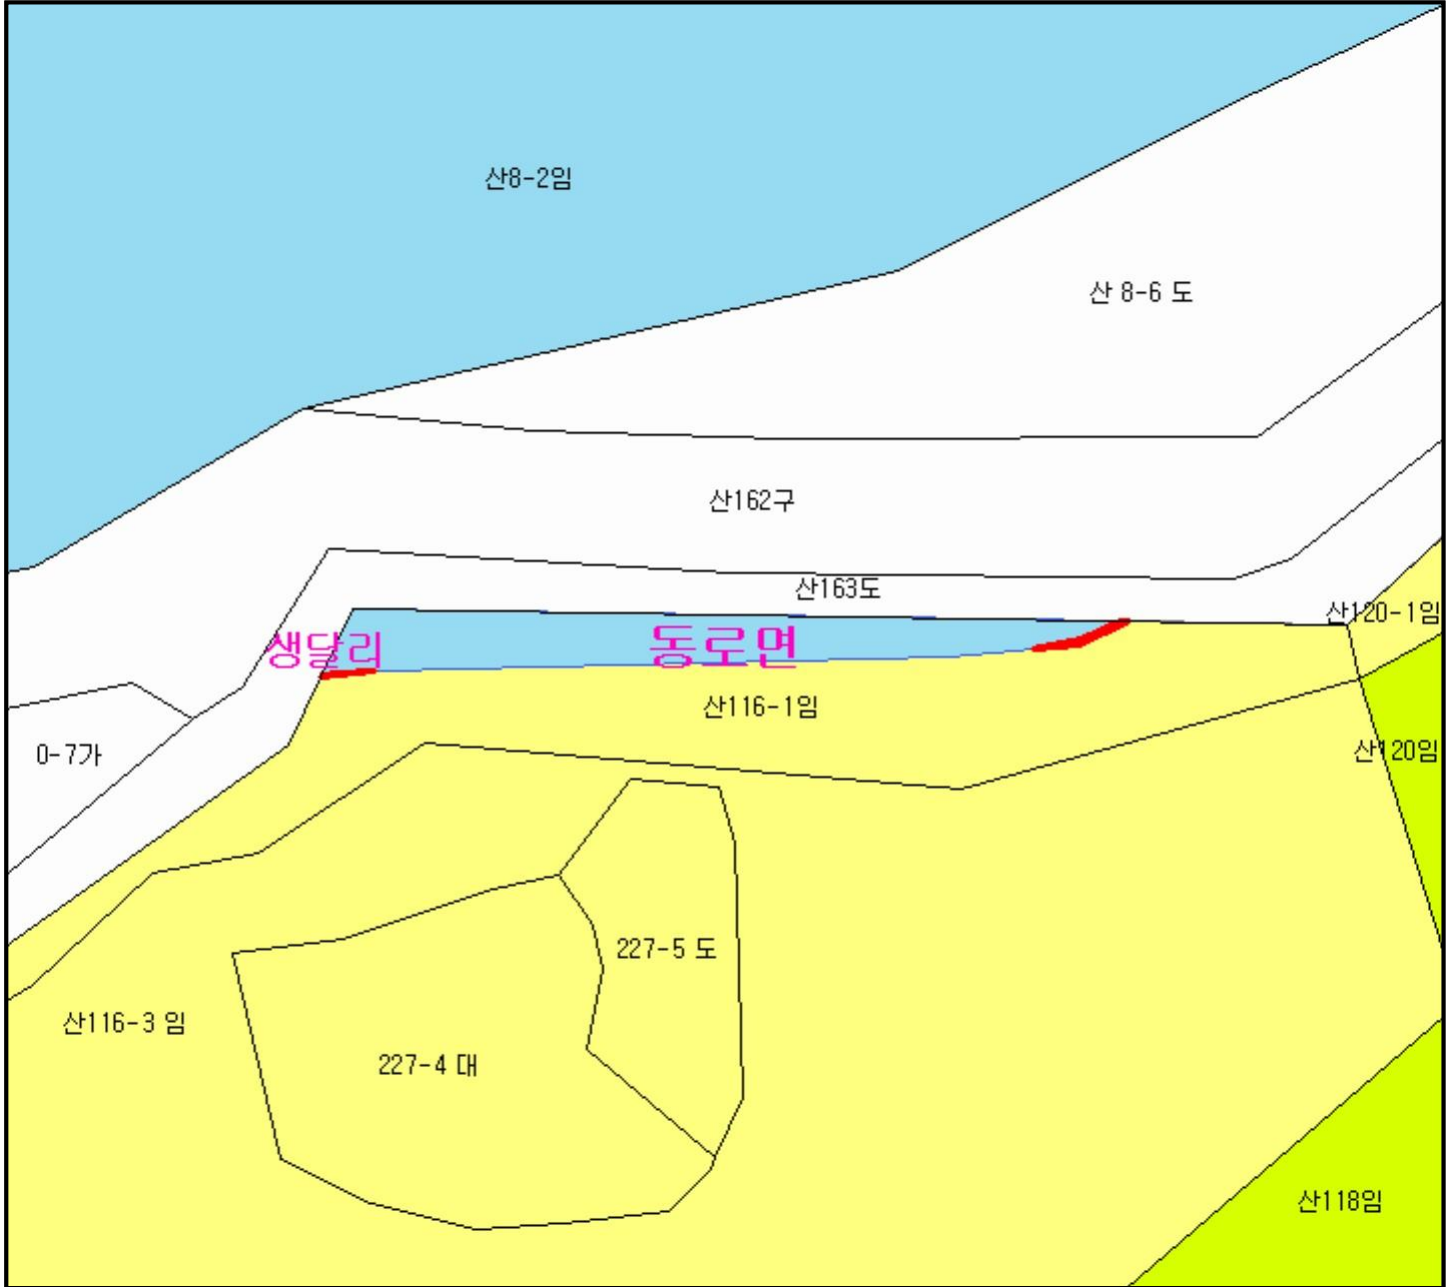 산8-2임
산 8-6 도
산162구
산163도
산120-1임
생달리
동로면
산116-1임
0-7가
산120임
227-5 도
산116-3 임
227-4 대
산118임